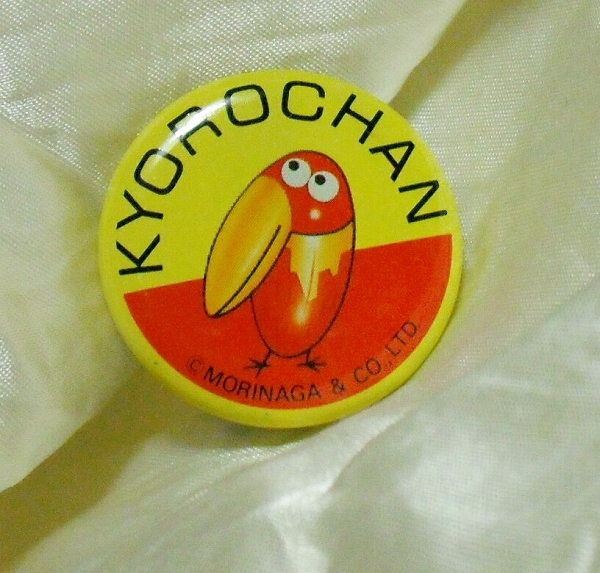 KYOROCHAN
© MORINAGA & CO., LTD.